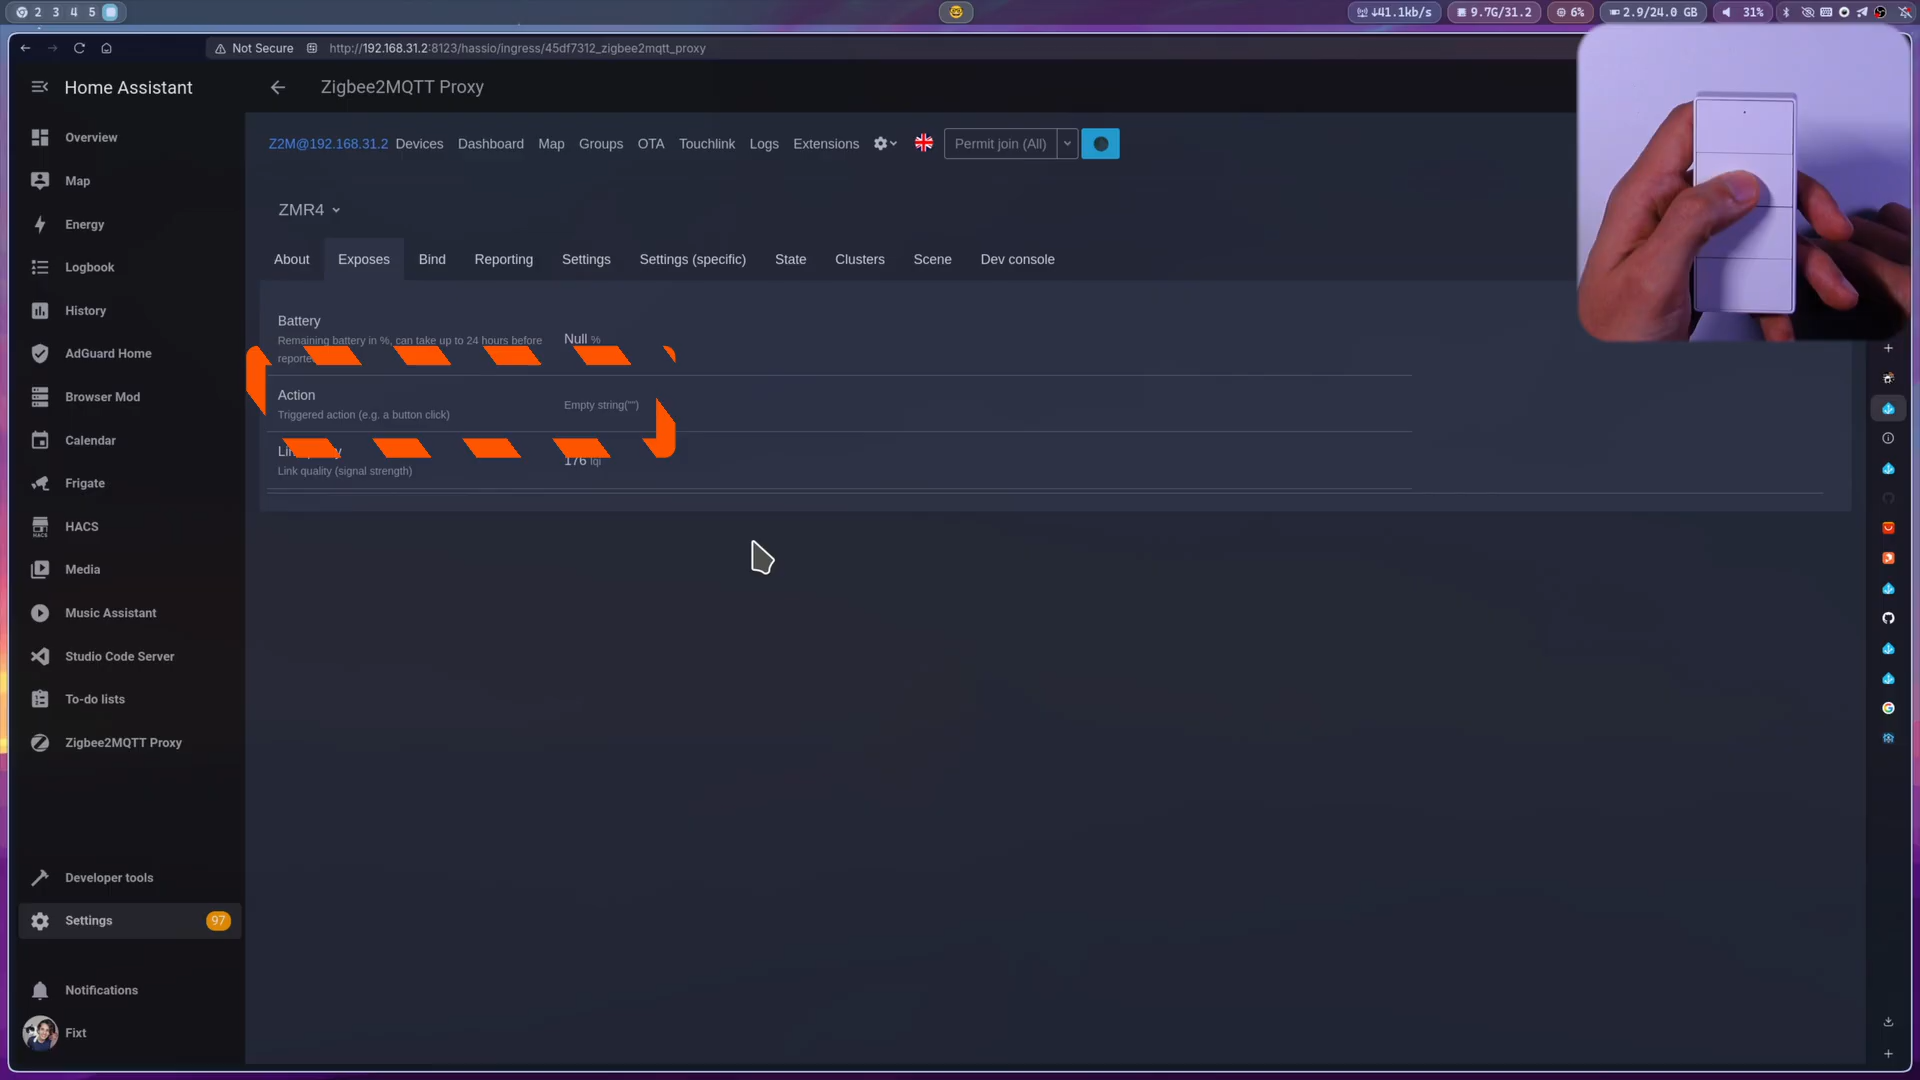 2 3 4 5
↓41.1kb/s
9.7G/31.2
6%
2.9/24.0 GB
31%
Not Secure
http://192.168.31.2:8123/hassio/ingress/45df7312_zigbee2mqtt_proxy
Home Assistant
Zigbee2MQTT Proxy
Overview
Map
Energy
Logbook
History
AdGuard Home
Browser Mod
Calendar
Frigate
HACS
HACS
Media
Music Assistant
Studio Code Server
To-do lists
Zigbee2MQTT Proxy
Developer tools
Settings 97
Notifications
Fixt
Z2M@192.168.31.2 Devices Dashboard Map Groups OTA Touchlink Logs Extensions
Permit join (All)
ZMR4
About Exposes Bind Reporting Settings Settings (specific) State Clusters Scene Dev console
Battery
Remaining battery in %, can take up to 24 hours before
Null %
Action
Triggered action (e.g. a button click)
Empty string("")
Link quality (signal strength)
176 lqi